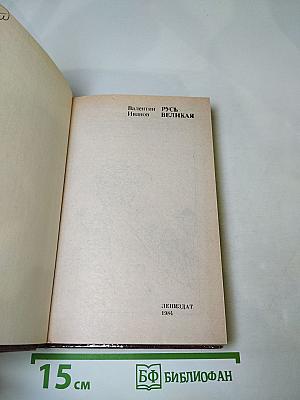 Валентин РУСЬ
Иванов ВЕЛИКАЯ
ЛЕНИЗДАТ
1984
15 см БФ БИБЛИОФАН